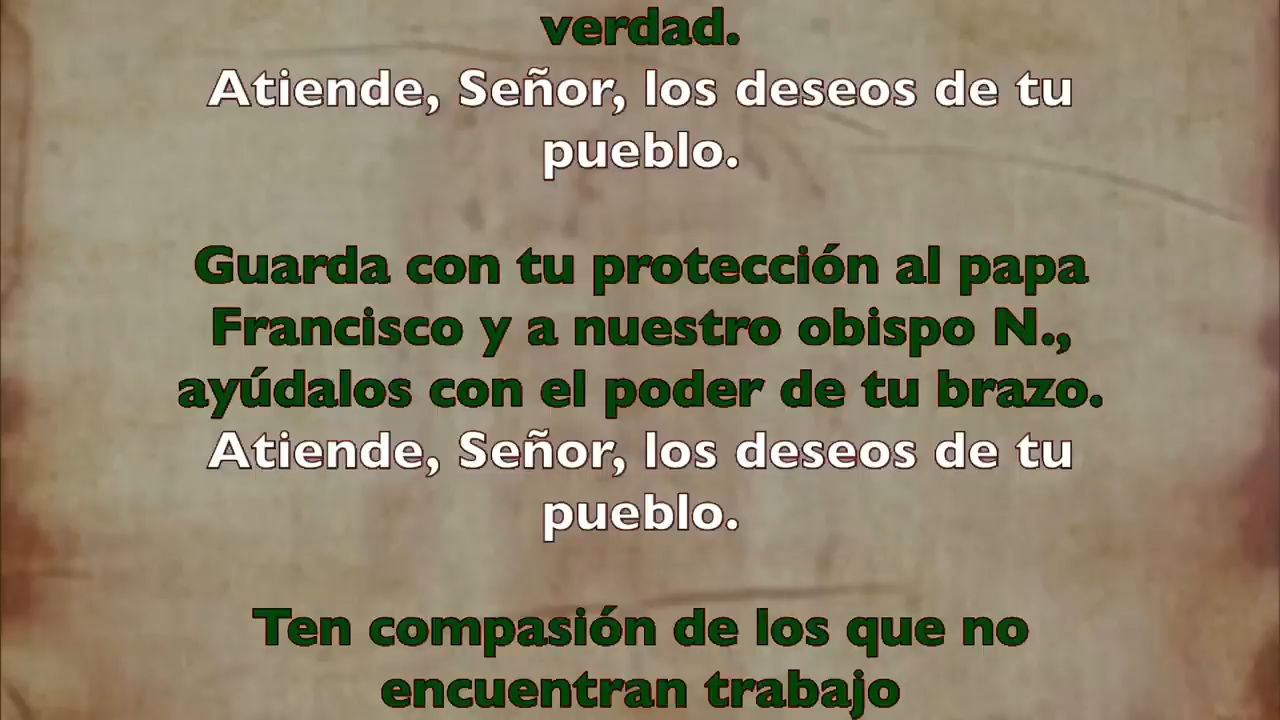 verdad.
Atiende, Señor, los deseos de tu
pueblo.
Guarda con tu protección al papa
Francisco y a nuestro obispo N.,
ayúdalos con el poder de tu brazo.
Atiende, Señor, los deseos de tu
pueblo.
Ten compasión de los que no
encuentran trabajo